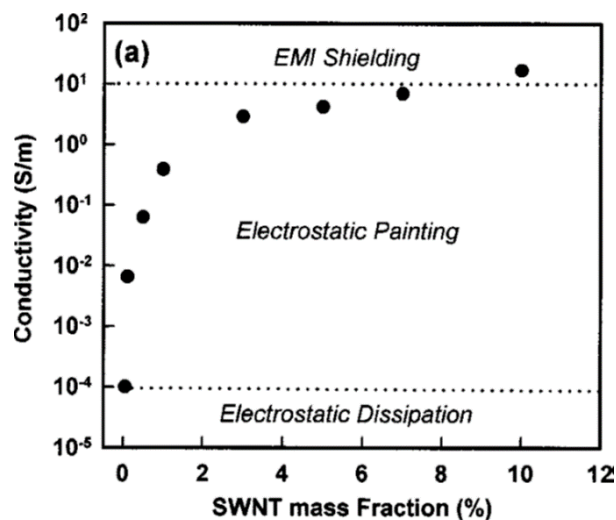 (a)
EMI Shielding
Electrostatic Painting
Electrostatic Dissipation
Conductivity (S/m)
10²
10¹
10⁰
10⁻¹
10⁻²
10⁻³
10⁻⁴
10⁻⁵
0 2 4 6 8 10 12
SWNT mass Fraction (%)